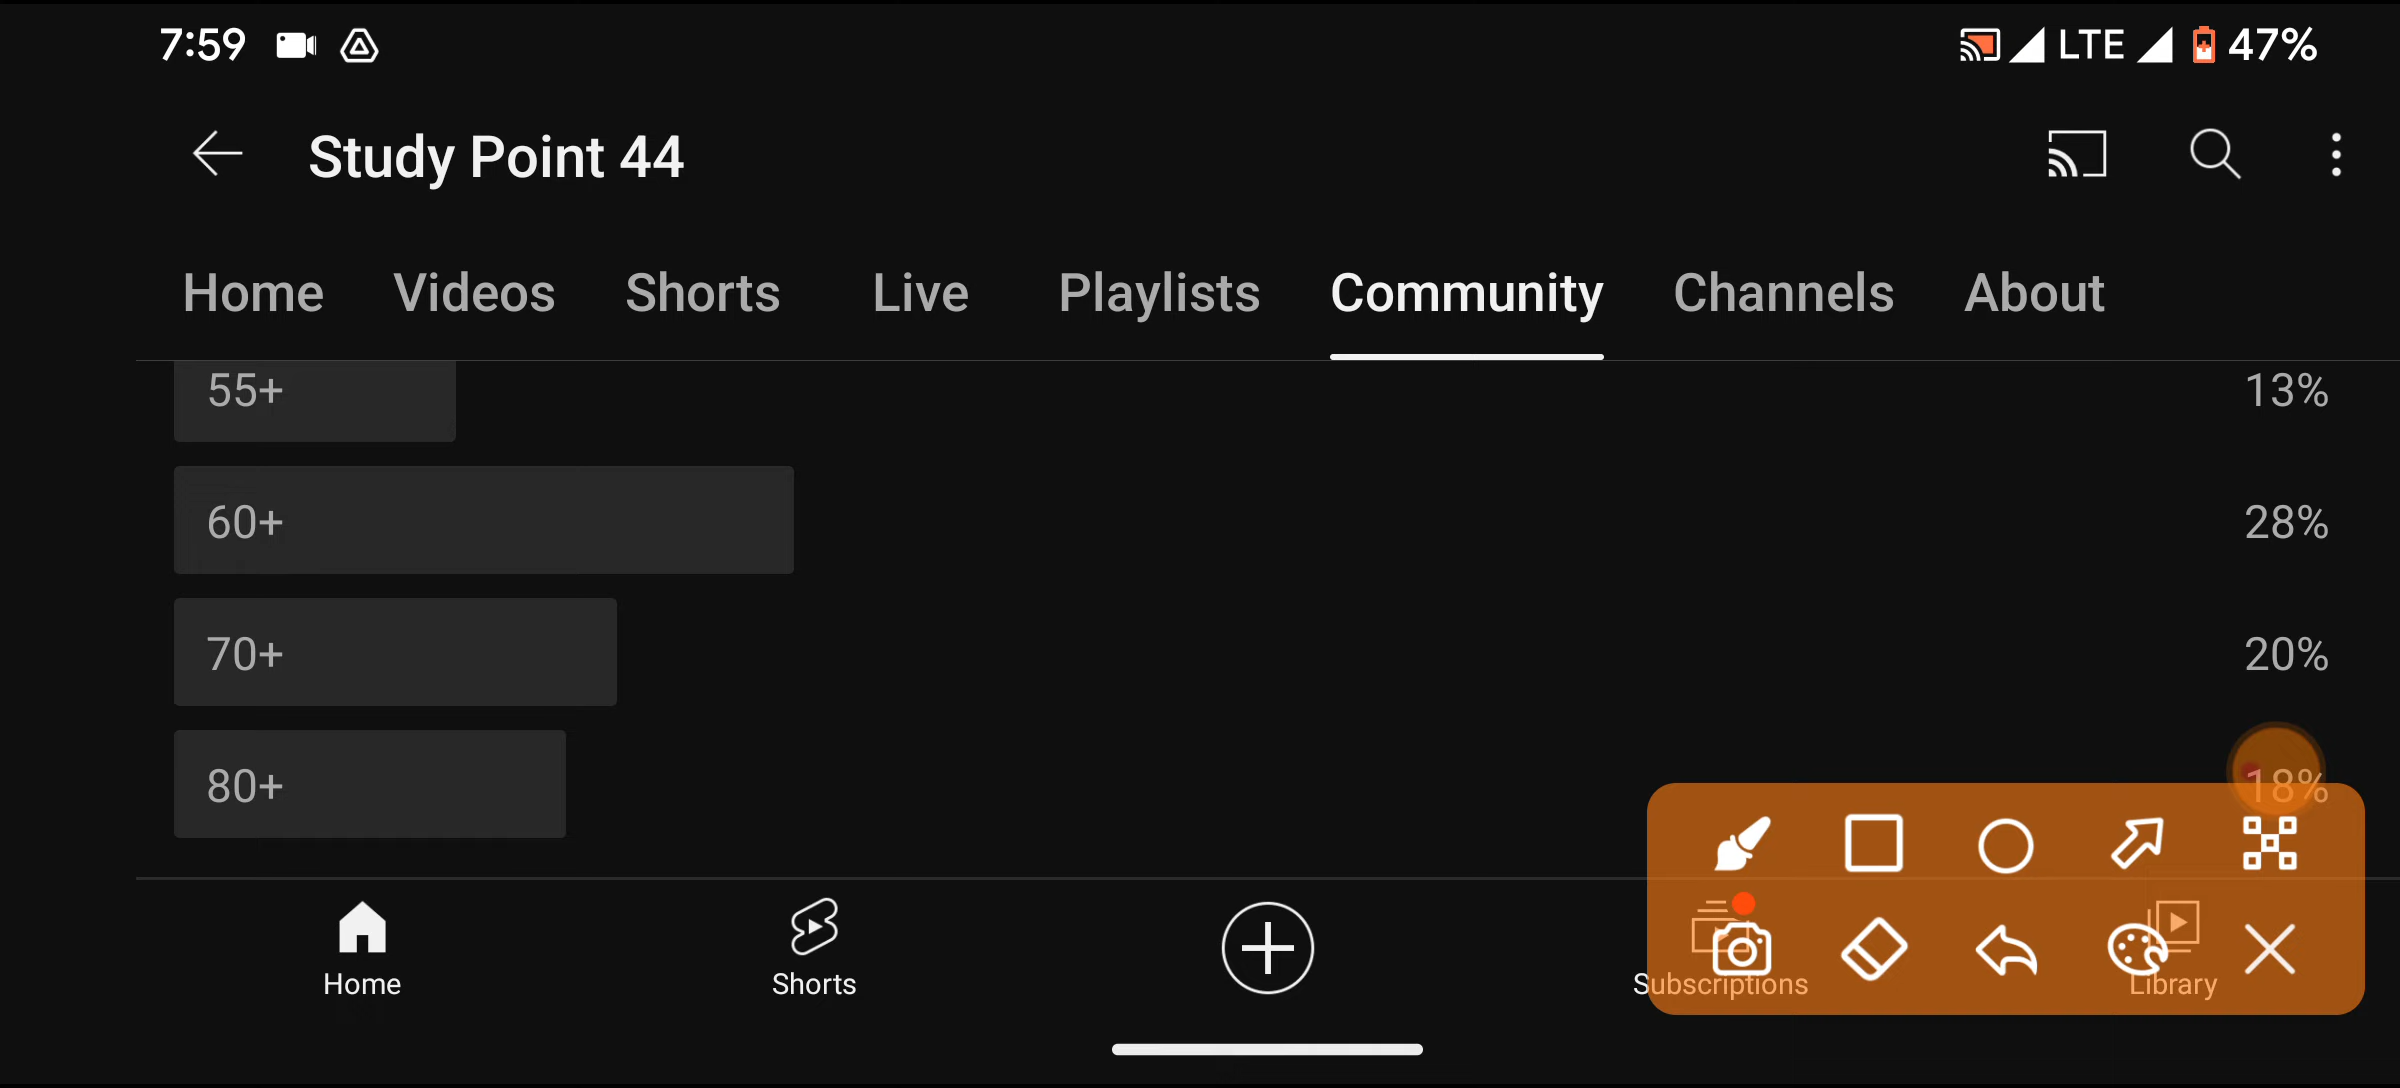 7:59 LTE 47%
Study Point 44
Home Videos Shorts Live Playlists Community Channels About
55+ 13%
60+ 28%
70+ 20%
80+ 18%
Home Shorts Subscriptions Library